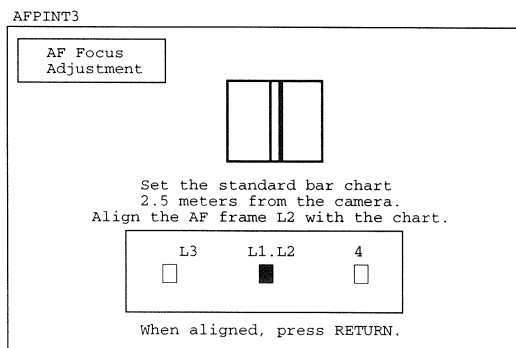 AFPINT3
AF Focus
Adjustment
Set the standard bar chart
2.5 meters from the camera.
Align the AF frame L2 with the chart.
L3 L1.L2 4
When aligned, press RETURN.